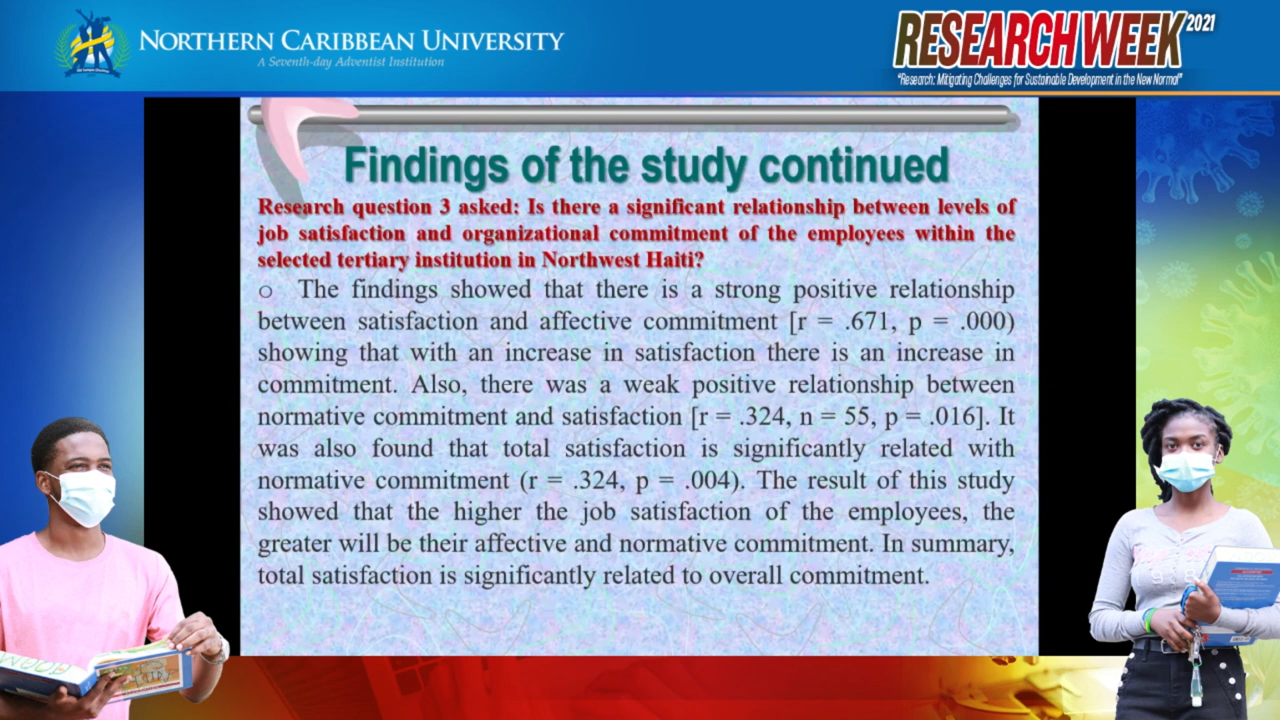 NORTHERN CARIBBEAN UNIVERSITY
A Seventh-day Adventist Institution
RESEARCH WEEK 2021
"Research: Mitigating Challenges for Sustainable Development in the New Normal"
Findings of the study continued
Research question 3 asked: Is there a significant relationship between levels of
job satisfaction and organizational commitment of the employees within the
selected tertiary institution in Northwest Haiti?
o The findings showed that there is a strong positive relationship
between satisfaction and affective commitment [r = .671, p = .000)
showing that with an increase in satisfaction there is an increase in
commitment. Also, there was a weak positive relationship between
normative commitment and satisfaction [r = .324, n = 55, p = .016]. It
was also found that total satisfaction is significantly related with
normative commitment (r = .324, p = .004). The result of this study
showed that the higher the job satisfaction of the employees, the
greater will be their affective and normative commitment. In summary,
total satisfaction is significantly related to overall commitment.